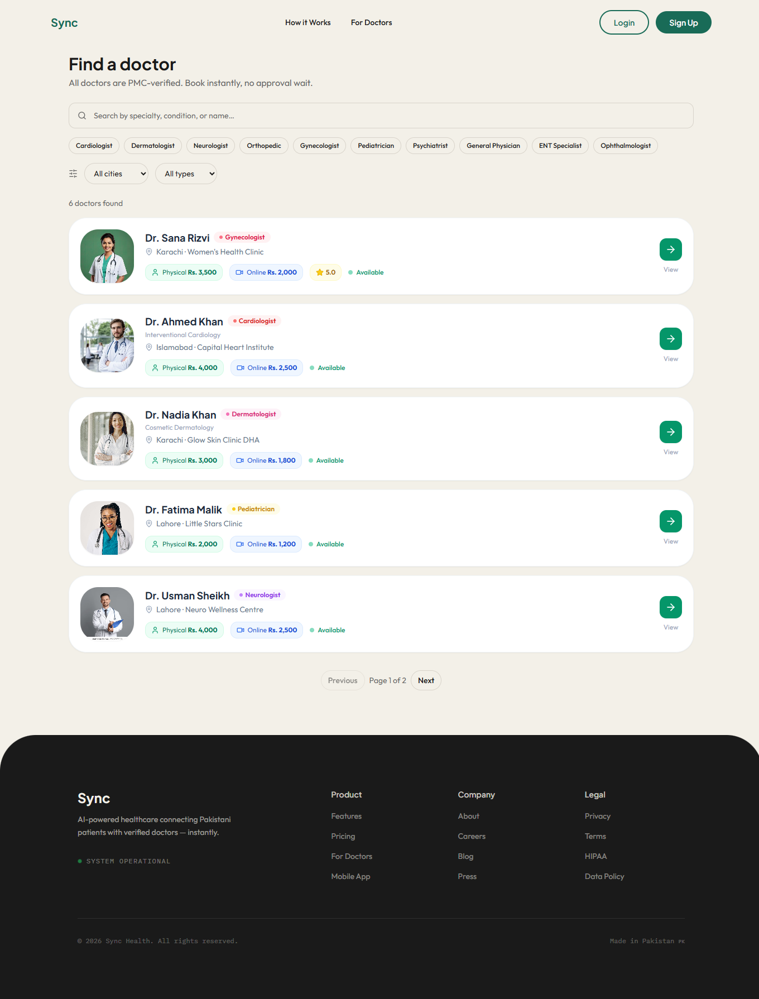 Sync
How it Works
For Doctors
Login
Sign Up
Find a doctor
All doctors are PMC-verified. Book instantly, no approval wait.
Search by specialty, condition, or name...
Cardiologist
Dermatologist
Neurologist
Orthopedic
Gynecologist
Pediatrician
Psychiatrist
General Physician
ENT Specialist
Ophthalmologist
All cities
All types
6 doctors found
Dr. Sana Rizvi
Gynecologist
Karachi · Women's Health Clinic
Physical Rs. 3,500
Online Rs. 2,000
5.0
Available
View
Dr. Ahmed Khan
Cardiologist
Interventional Cardiology
Islamabad · Capital Heart Institute
Physical Rs. 4,000
Online Rs. 2,500
Available
View
Dr. Nadia Khan
Dermatologist
Cosmetic Dermatology
Karachi · Glow Skin Clinic DHA
Physical Rs. 3,000
Online Rs. 1,800
Available
View
Dr. Fatima Malik
Pediatrician
Lahore · Little Stars Clinic
Physical Rs. 2,000
Online Rs. 1,200
Available
View
Dr. Usman Sheikh
Neurologist
Lahore · Neuro Wellness Centre
Physical Rs. 4,000
Online Rs. 2,500
Available
View
Previous
Page 1 of 2
Next
Sync
AI-powered healthcare connecting Pakistani
patients with verified doctors — instantly.
SYSTEM OPERATIONAL
Product
Features
Pricing
For Doctors
Mobile App
Company
About
Careers
Blog
Press
Legal
Privacy
Terms
HIPAA
Data Policy
© 2026 Sync Health. All rights reserved.
Made in Pakistan PK